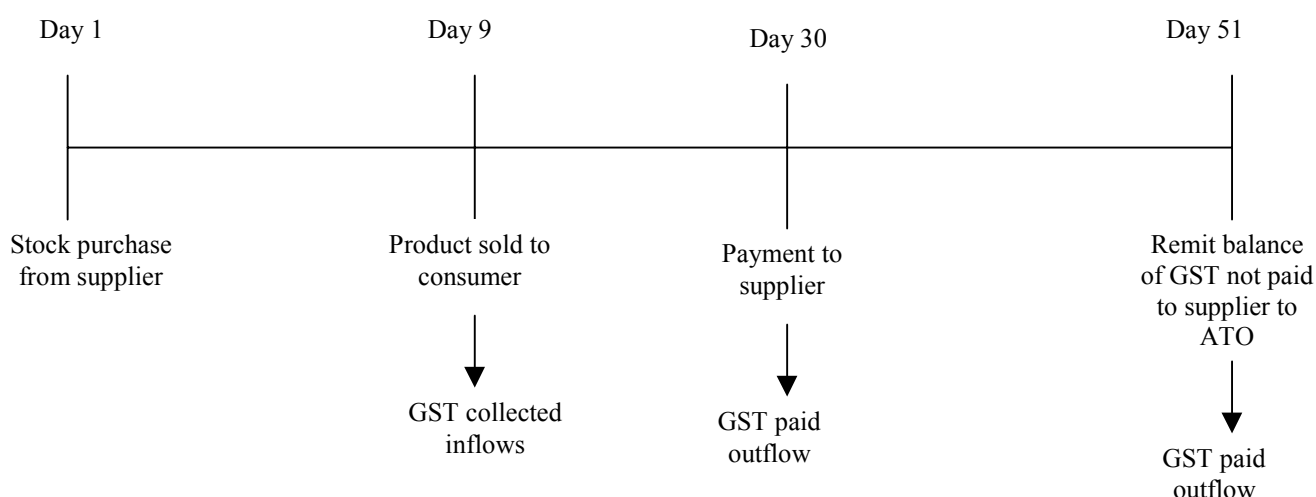 Day 1
Day 9
Day 30
Day 51
Stock purchase
from supplier
Product sold to
consumer
Payment to
supplier
Remit balance
of GST not paid
to supplier to
ATO
GST collected
inflows
GST paid
outflow
GST paid
outflow